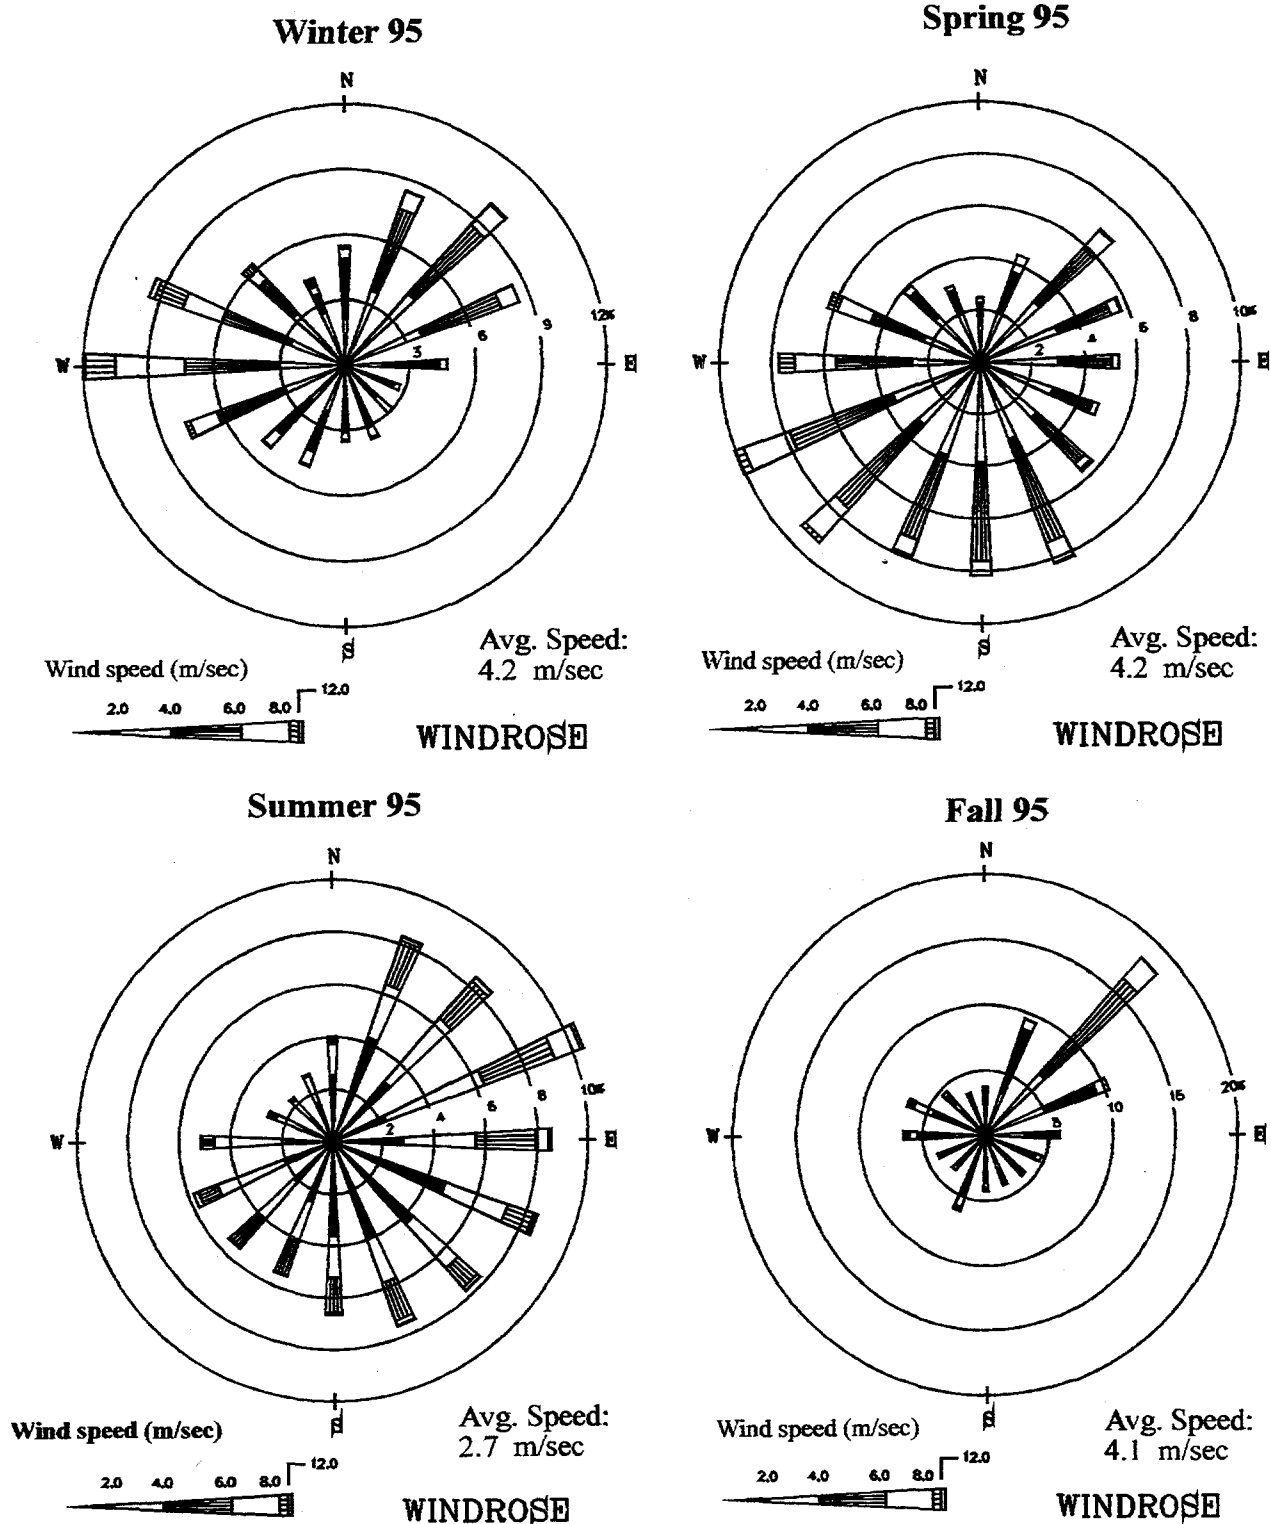 Winter 95
N
W
E
S
3
6
9
12%
Avg. Speed:
4.2 m/sec
Wind speed (m/sec)
2.0 4.0 6.0 8.0 12.0
WINDROSE
Spring 95
N
W
E
S
2
4
6
8
10%
Avg. Speed:
4.2 m/sec
Wind speed (m/sec)
2.0 4.0 6.0 8.0 12.0
WINDROSE
Summer 95
N
W
E
S
2
4
6
8
10%
Avg. Speed:
2.7 m/sec
Wind speed (m/sec)
2.0 4.0 6.0 8.0 12.0
WINDROSE
Fall 95
N
W
E
S
5
10
15
20%
Avg. Speed:
4.1 m/sec
Wind speed (m/sec)
2.0 4.0 6.0 8.0 12.0
WINDROSE